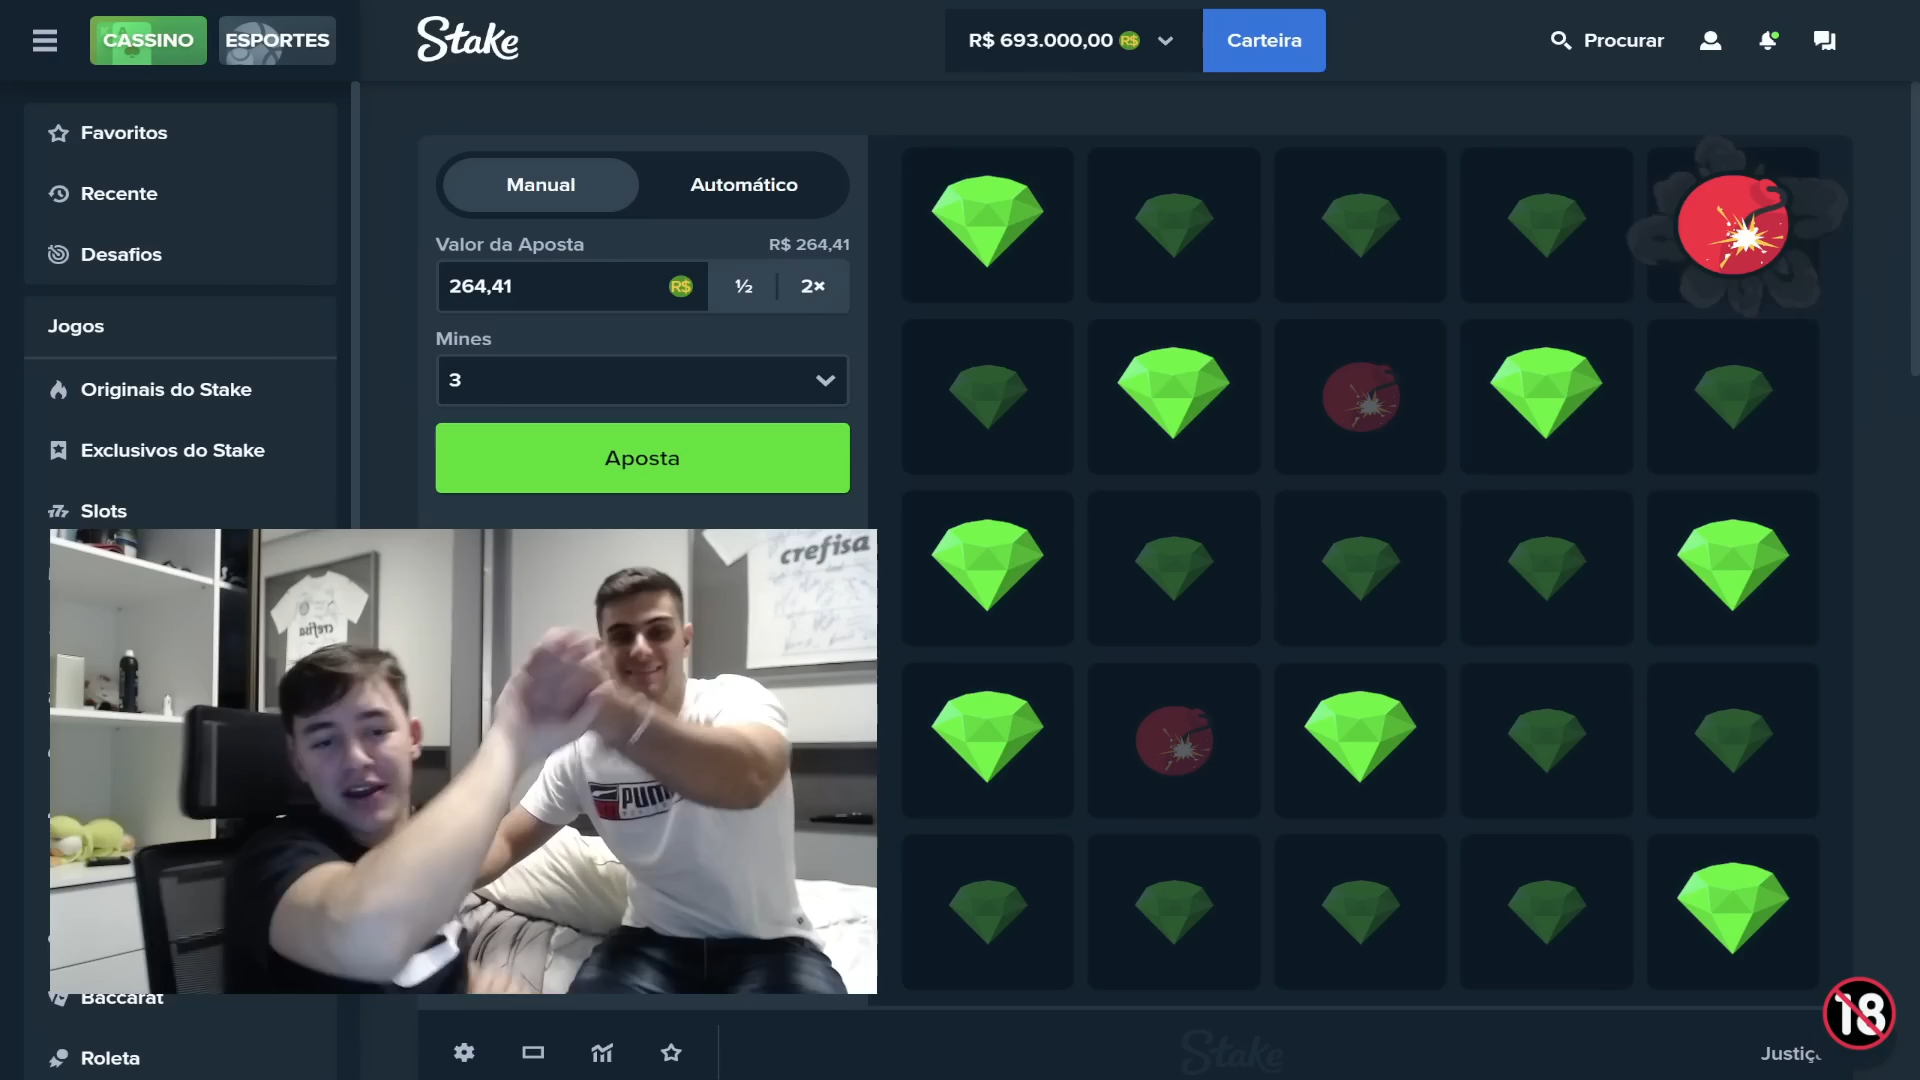 CASSINO
ESPORTES
Stake
R$ 693.000,00 R$
Carteira
Procurar
Favoritos
Recente
Desafios
Jogos
Originais do Stake
Exclusivos do Stake
Slots
Baccarat
Roleta
Manual
Automático
Valor da Aposta
R$ 264,41
264,41
R$
½
2×
Mines
3
Aposta
crefisa
crefisa
PUMA
Stake
18